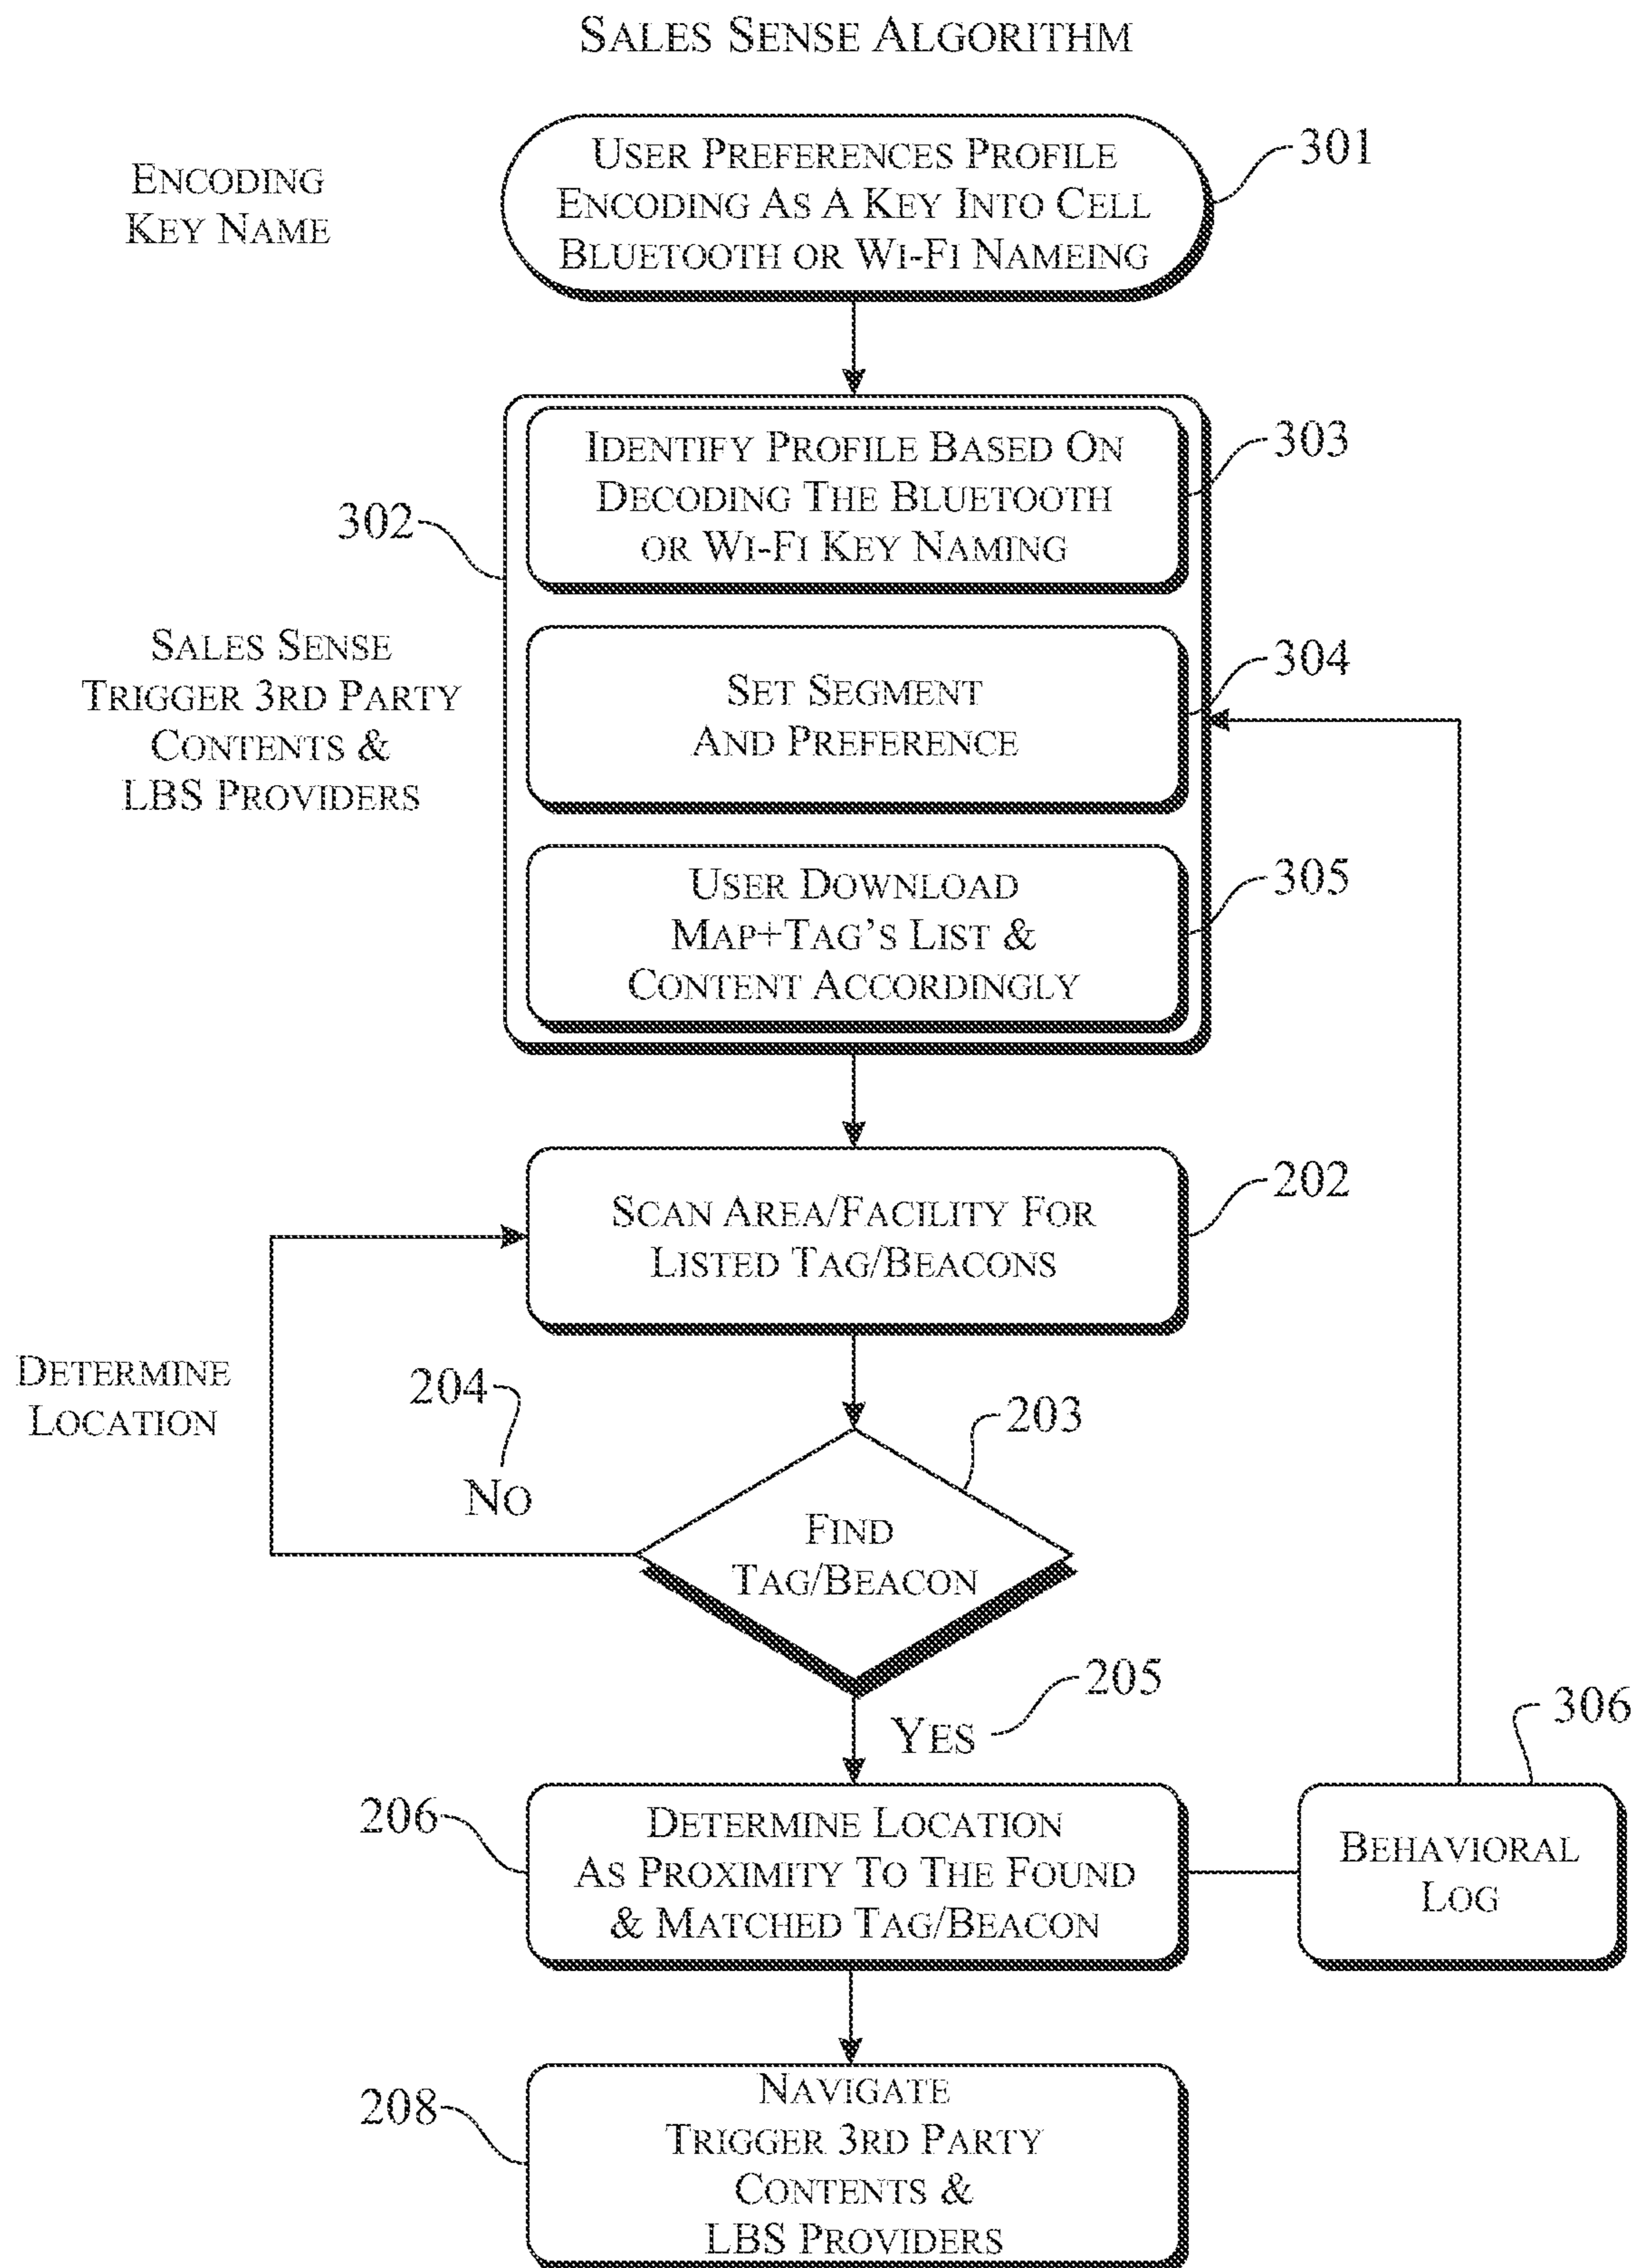 SALES SENSE ALGORITHM
ENCODING
KEY NAME
USER PREFERENCES PROFILE
ENCODING AS A KEY INTO CELL
BLUETOOTH OR WI-FI NAMEING
301
302
IDENTIFY PROFILE BASED ON
DECODING THE BLUETOOTH
OR WI-FI KEY NAMING
303
SALES SENSE
TRIGGER 3RD PARTY
CONTENTS &
LBS PROVIDERS
SET SEGMENT
AND PREFERENCE
304
USER DOWNLOAD
MAP+TAG'S LIST &
CONTENT ACCORDINGLY
305
SCAN AREA/FACILITY FOR
LISTED TAG/BEACONS
202
DETERMINE
LOCATION
204
NO
203
FIND
TAG/BEACON
YES
205
206
DETERMINE LOCATION
AS PROXIMITY TO THE FOUND
& MATCHED TAG/BEACON
306
BEHAVIORAL
LOG
208
NAVIGATE
TRIGGER 3RD PARTY
CONTENTS &
LBS PROVIDERS